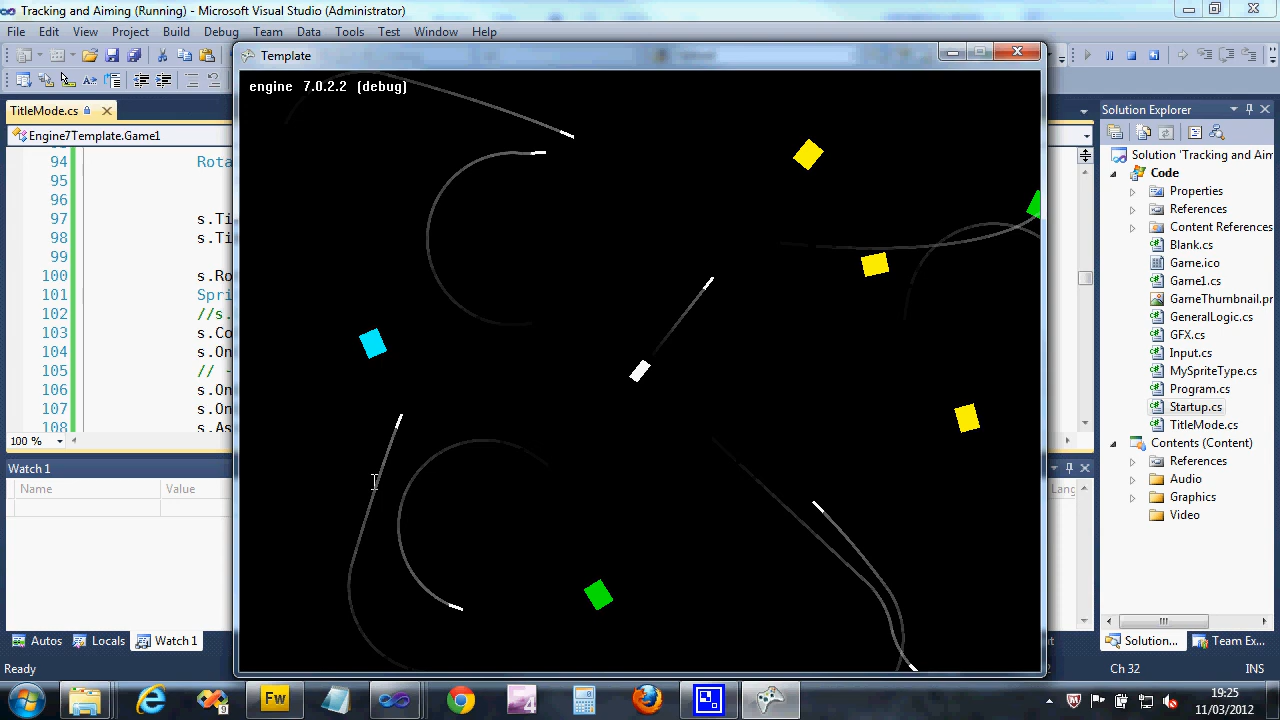 Tracking and Aiming (Running) - Microsoft Visual Studio (Administrator)
File Edit View Project Build Debug Team Data Tools Test Window Help
Template
engine 7.0.2.2 (debug)
TitleMode.cs
Engine7Template.Game1
94 Rota
95
96
97 s.Ti
98 s.Ti
99
100 s.Ro
101 Spri
102 //s.
103 s.Co
104 s.On
105 // -
106 s.On
107 s.On
108 s.As
100 %
Watch 1
Name Value
Lang
Autos Locals Watch 1
Solution Explorer
Solution 'Tracking and Aim
Code
Properties
References
Content References
Blank.cs
Game.ico
Game1.cs
GameThumbnail.pr
GeneralLogic.cs
GFX.cs
Input.cs
MySpriteType.cs
Program.cs
Startup.cs
TitleMode.cs
Contents (Content)
References
Audio
Graphics
Video
Solution... Team Ex...
Ready Ch 32 INS
Fw
4
19:25
11/03/2012